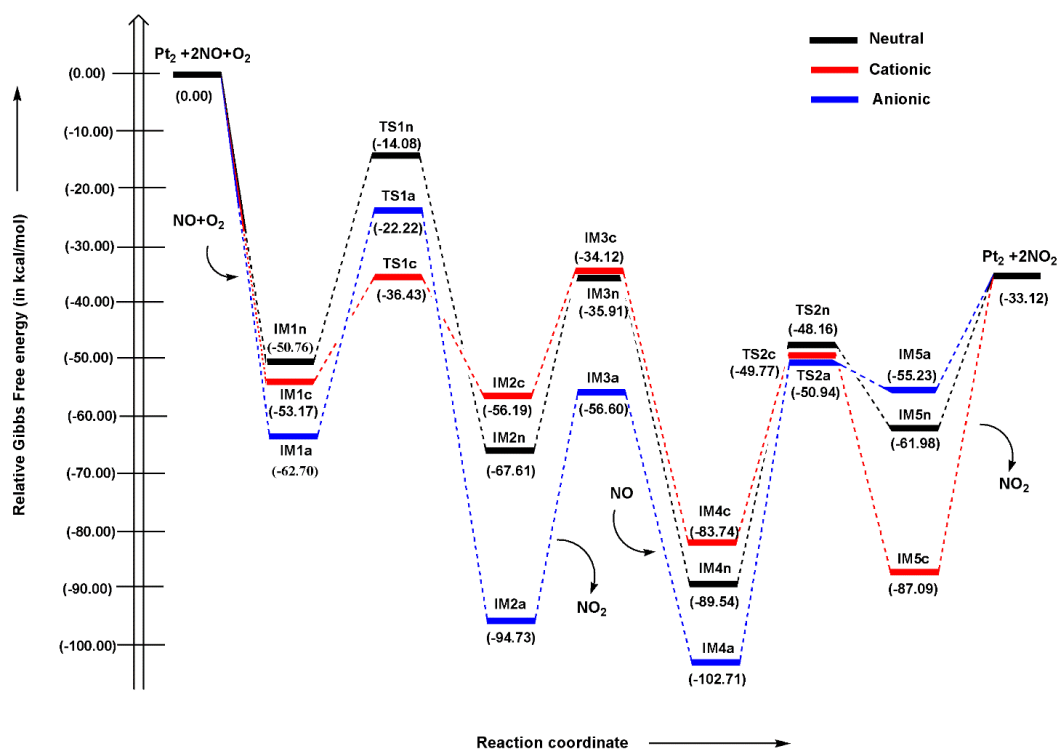 Pt2 +2NO+O2
(0.00)
Neutral
Cationic
Anionic
Relative Gibbs Free energy (in kcal/mol)
(0.00)
(-10.00)
(-20.00)
(-30.00)
(-40.00)
(-50.00)
(-60.00)
(-70.00)
(-80.00)
(-90.00)
(-100.00)
NO+O2
IM1n
(-50.76)
IM1c
(-53.17)
IM1a
(-62.70)
TS1n
(-14.08)
TS1a
(-22.22)
TS1c
(-36.43)
IM2c
(-56.19)
IM2n
(-67.61)
IM2a
(-94.73)
IM3c
(-34.12)
IM3n
(-35.91)
IM3a
(-56.60)
NO2
NO
IM4c
(-83.74)
IM4n
(-89.54)
IM4a
(-102.71)
TS2n
(-48.16)
TS2c
(-49.77)
TS2a
(-50.94)
IM5a
(-55.23)
IM5n
(-61.98)
IM5c
(-87.09)
Pt2 +2NO2
(-33.12)
NO2
Reaction coordinate